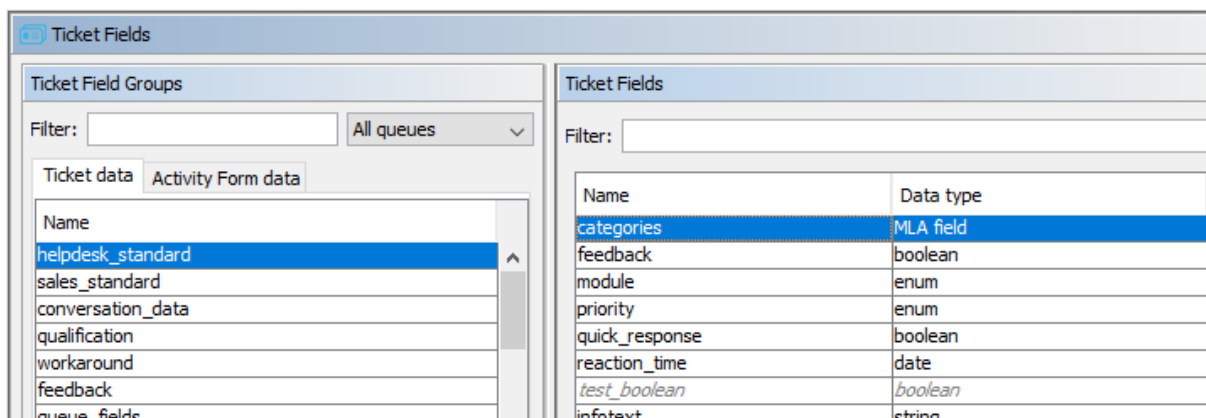 Ticket Fields
Ticket Field Groups
Filter:
All queues
Ticket data
Activity Form data
Name
helpdesk_standard
sales_standard
conversation_data
qualification
workaround
feedback
queue_fields
Ticket Fields
Filter:
Name Data type
categories MLA field
feedback boolean
module enum
priority enum
quick_response boolean
reaction_time date
test_boolean boolean
infotext string